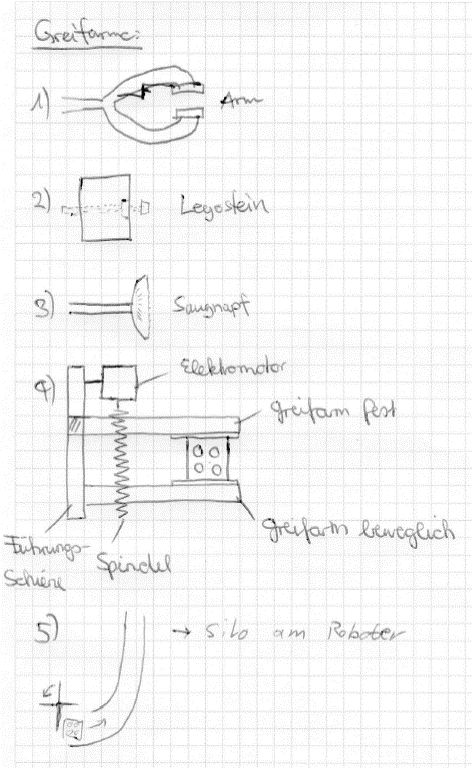 Greifarme:
1) Arm
2) Legostein
3) Saugnapf
4) Elektromotor
Greifarm fest
Greifarm beweglich
Führungs-
Schiene
Spindel
5) → Silo am Roboter